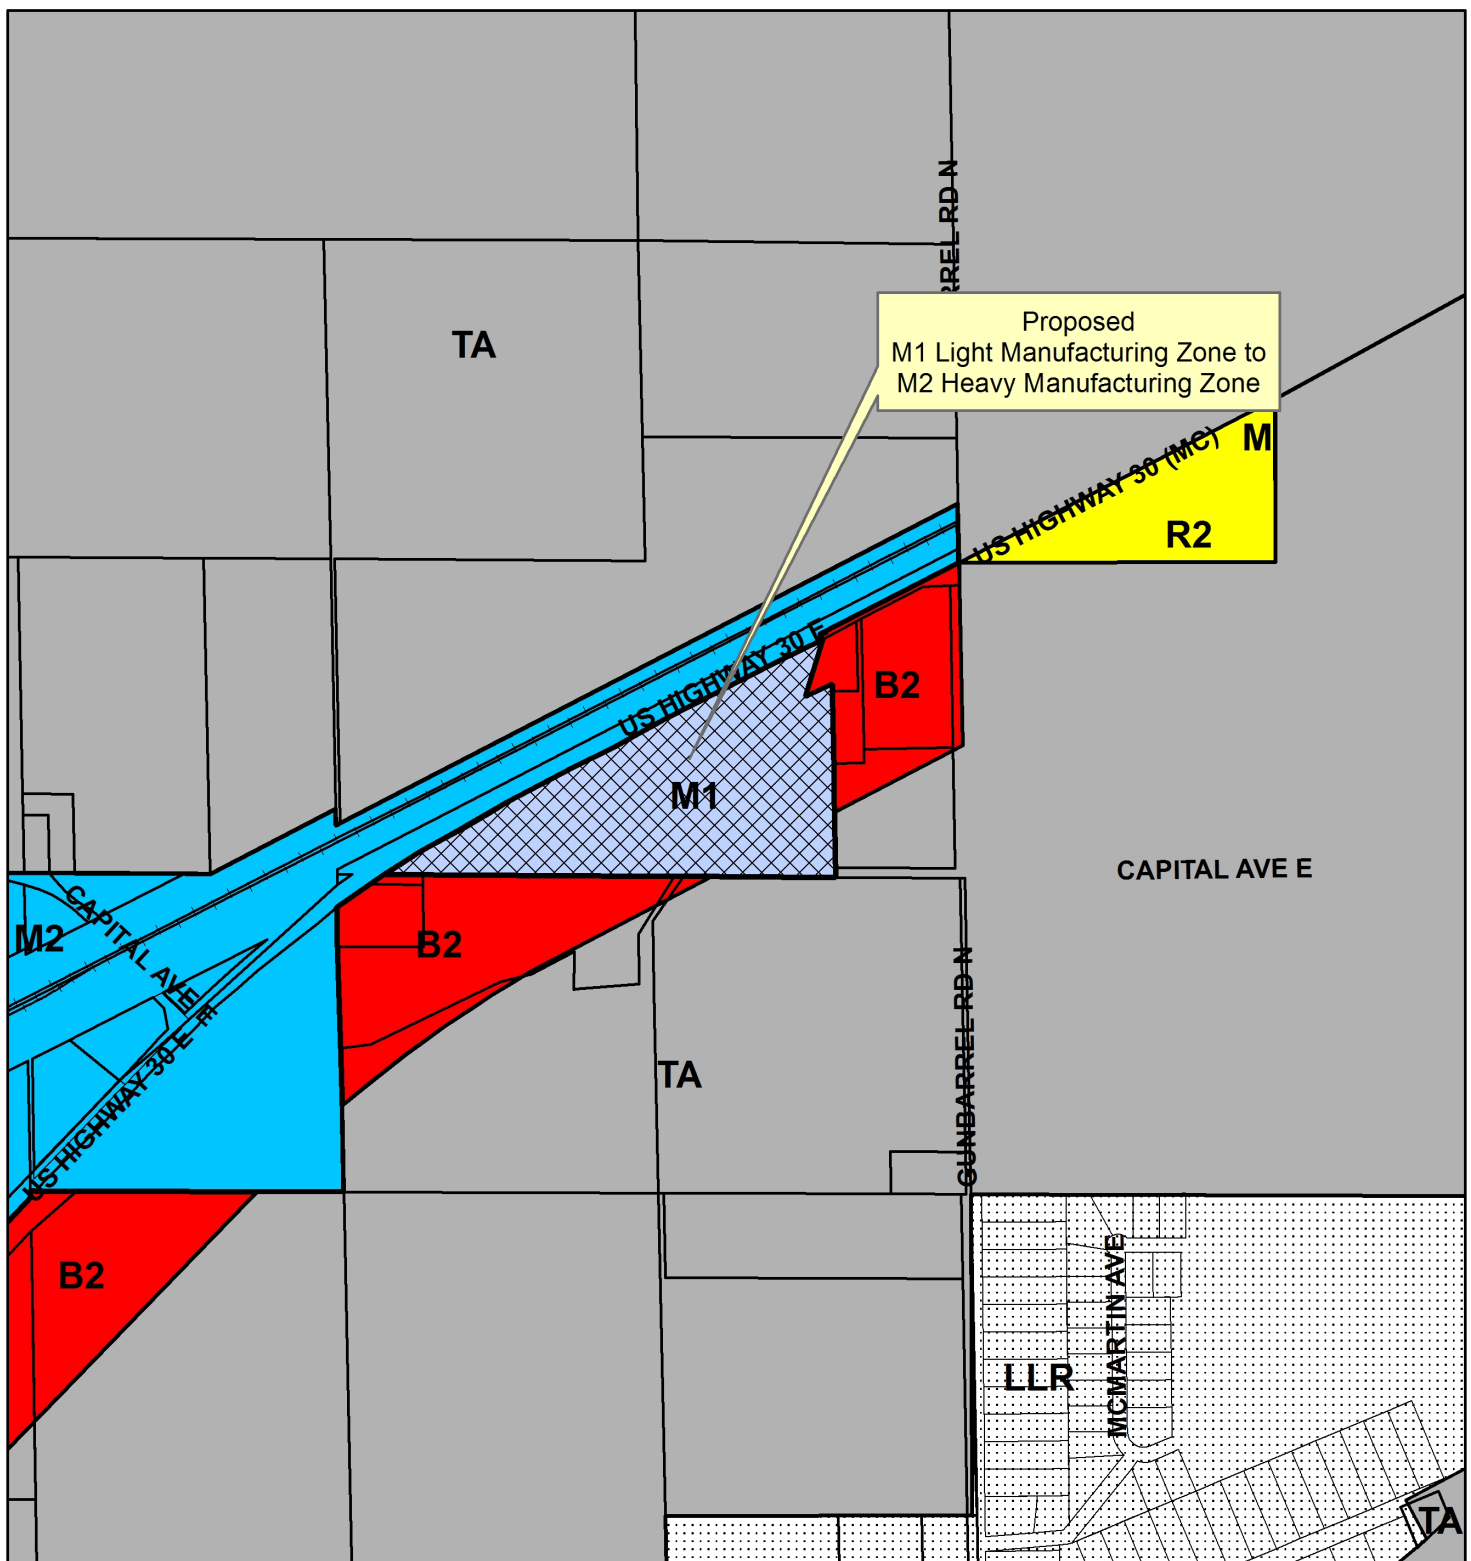 RREL RD N
Proposed
M1 Light Manufacturing Zone to
M2 Heavy Manufacturing Zone
TA
US HIGHWAY 30 (MC)
M
R2
US HIGHWAY 30 E
B2
M1
CAPITAL AVE E
CAPITAL AVE E
M2
B2
GUNBARREL RD N
US HIGHWAY 30 E
TA
B2
MCMARTIN AVE
LLR
TA